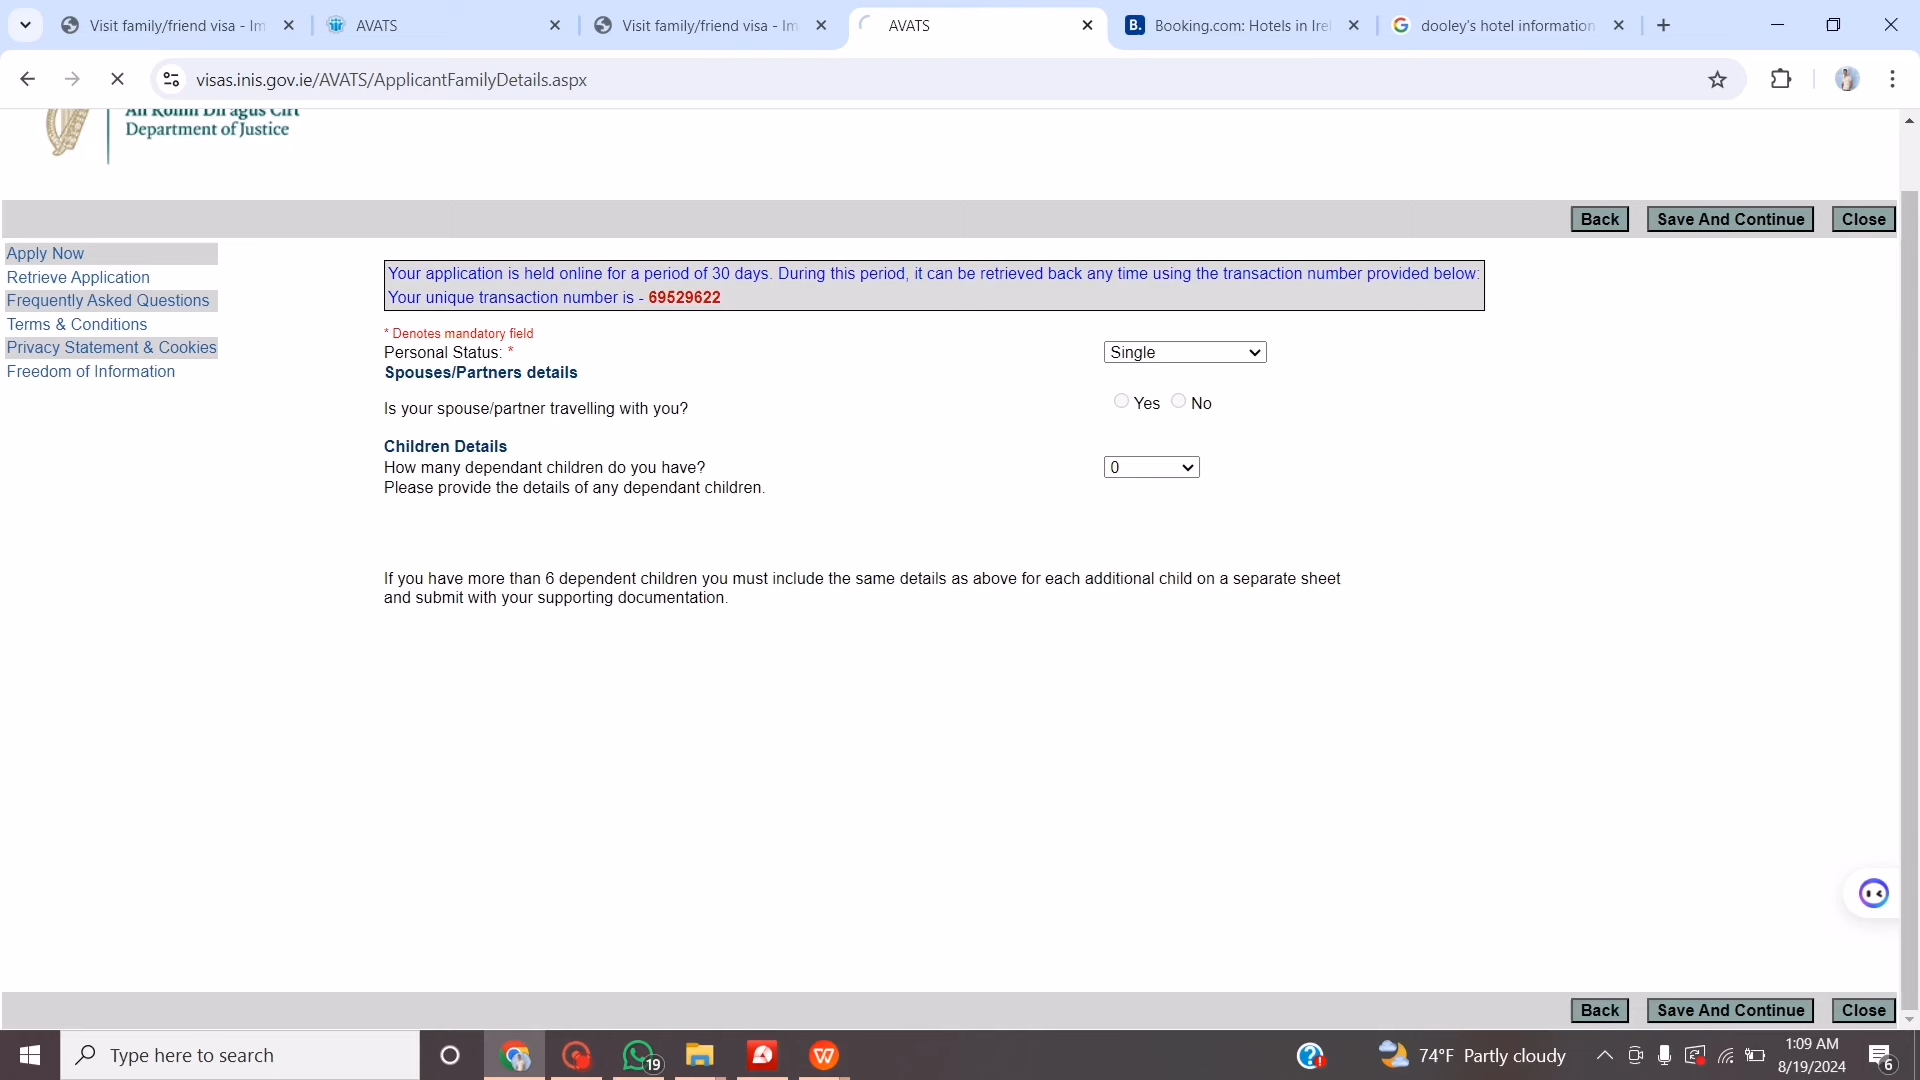 Visit family/friend visa - Im
AVATS
Visit family/friend visa - Im
AVATS
B.
Booking.com: Hotels in Irel
dooley's hotel information
visas.inis.gov.ie/AVATS/ApplicantFamilyDetails.aspx
An Roinn Dlí agus Cirt
Department of Justice
Back
Save And Continue
Close
Apply Now
Retrieve Application
Frequently Asked Questions
Terms & Conditions
Privacy Statement & Cookies
Freedom of Information
Your application is held online for a period of 30 days. During this period, it can be retrieved back any time using the transaction number provided below:
Your unique transaction number is - 69529622
* Denotes mandatory field
Personal Status: *
Single
Spouses/Partners details
Is your spouse/partner travelling with you?
Yes No
Children Details
How many dependant children do you have?
0
Please provide the details of any dependant children.
If you have more than 6 dependent children you must include the same details as above for each additional child on a separate sheet
and submit with your supporting documentation.
Back
Save And Continue
Close
Type here to search
19
W
74°F Partly cloudy
1:09 AM
8/19/2024
6